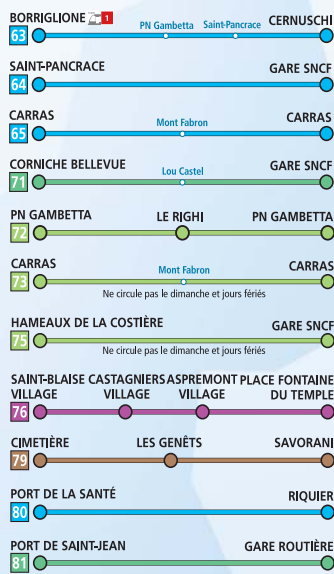 BORRIGLIONE 1 PN Gambetta Saint-Pancrace CERNUSCHI
63
SAINT-PANCRACE GARE SNCF
64
CARRAS Mont Fabron CARRAS
65
CORNICHE BELLEVUE Lou Castel GARE SNCF
71
PN GAMBETTA LE RIGHI PN GAMBETTA
72
CARRAS Mont Fabron CARRAS
73
Ne circule pas le dimanche et jours fériés
HAMEAUX DE LA COSTIÈRE GARE SNCF
75
Ne circule pas le dimanche et jours fériés
SAINT-BLAISE CASTAGNIERS ASPREMONT PLACE FONTAINE
VILLAGE VILLAGE VILLAGE DU TEMPLE
76
CIMETIÈRE LES GENÊTS SAVORANI
79
PORT DE LA SANTÉ RIQUIER
80
PORT DE SAINT-JEAN GARE ROUTIÈRE
81